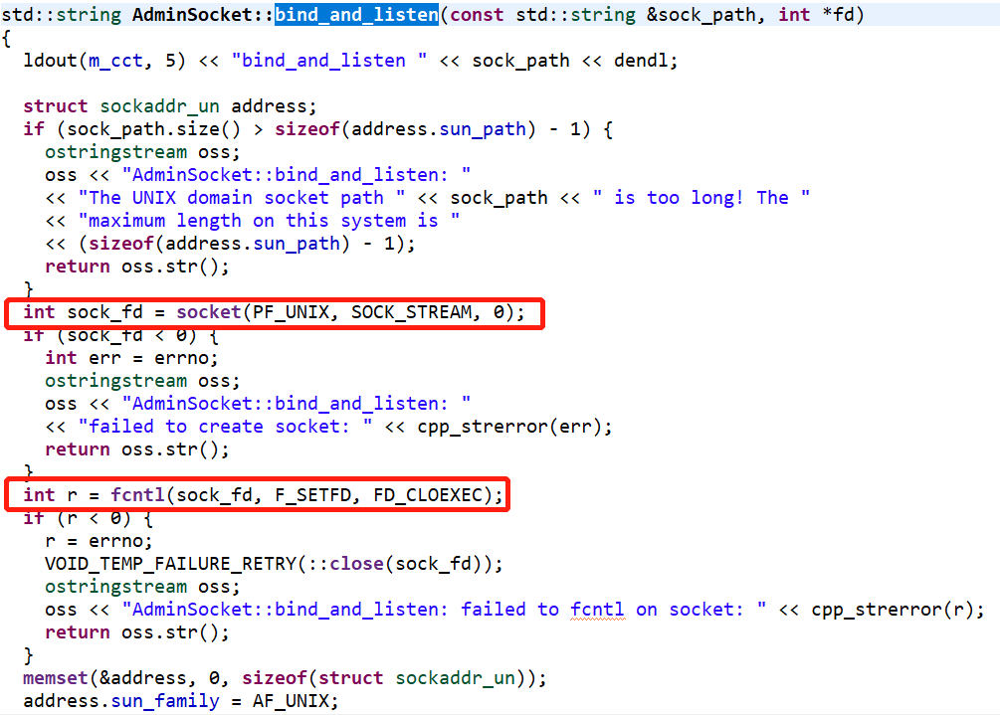 std::string AdminSocket::bind_and_listen(const std::string &sock_path, int *fd)
{
  ldout(m_cct, 5) << "bind_and_listen " << sock_path << dendl;

  struct sockaddr_un address;
  if (sock_path.size() > sizeof(address.sun_path) - 1) {
    ostringstream oss;
    oss << "AdminSocket::bind_and_listen: "
    << "The UNIX domain socket path " << sock_path << " is too long! The "
    << "maximum length on this system is "
    << (sizeof(address.sun_path) - 1);
    return oss.str();
  }
  int sock_fd = socket(PF_UNIX, SOCK_STREAM, 0);
  if (sock_fd < 0) {
    int err = errno;
    ostringstream oss;
    oss << "AdminSocket::bind_and_listen: "
    << "failed to create socket: " << cpp_strerror(err);
    return oss.str();
  }
  int r = fcntl(sock_fd, F_SETFD, FD_CLOEXEC);
  if (r < 0) {
    r = errno;
    VOID_TEMP_FAILURE_RETRY(::close(sock_fd));
    ostringstream oss;
    oss << "AdminSocket::bind_and_listen: failed to fcntl on socket: " << cpp_strerror(r);
    return oss.str();
  }
  memset(&address, 0, sizeof(struct sockaddr_un));
  address.sun_family = AF_UNIX;